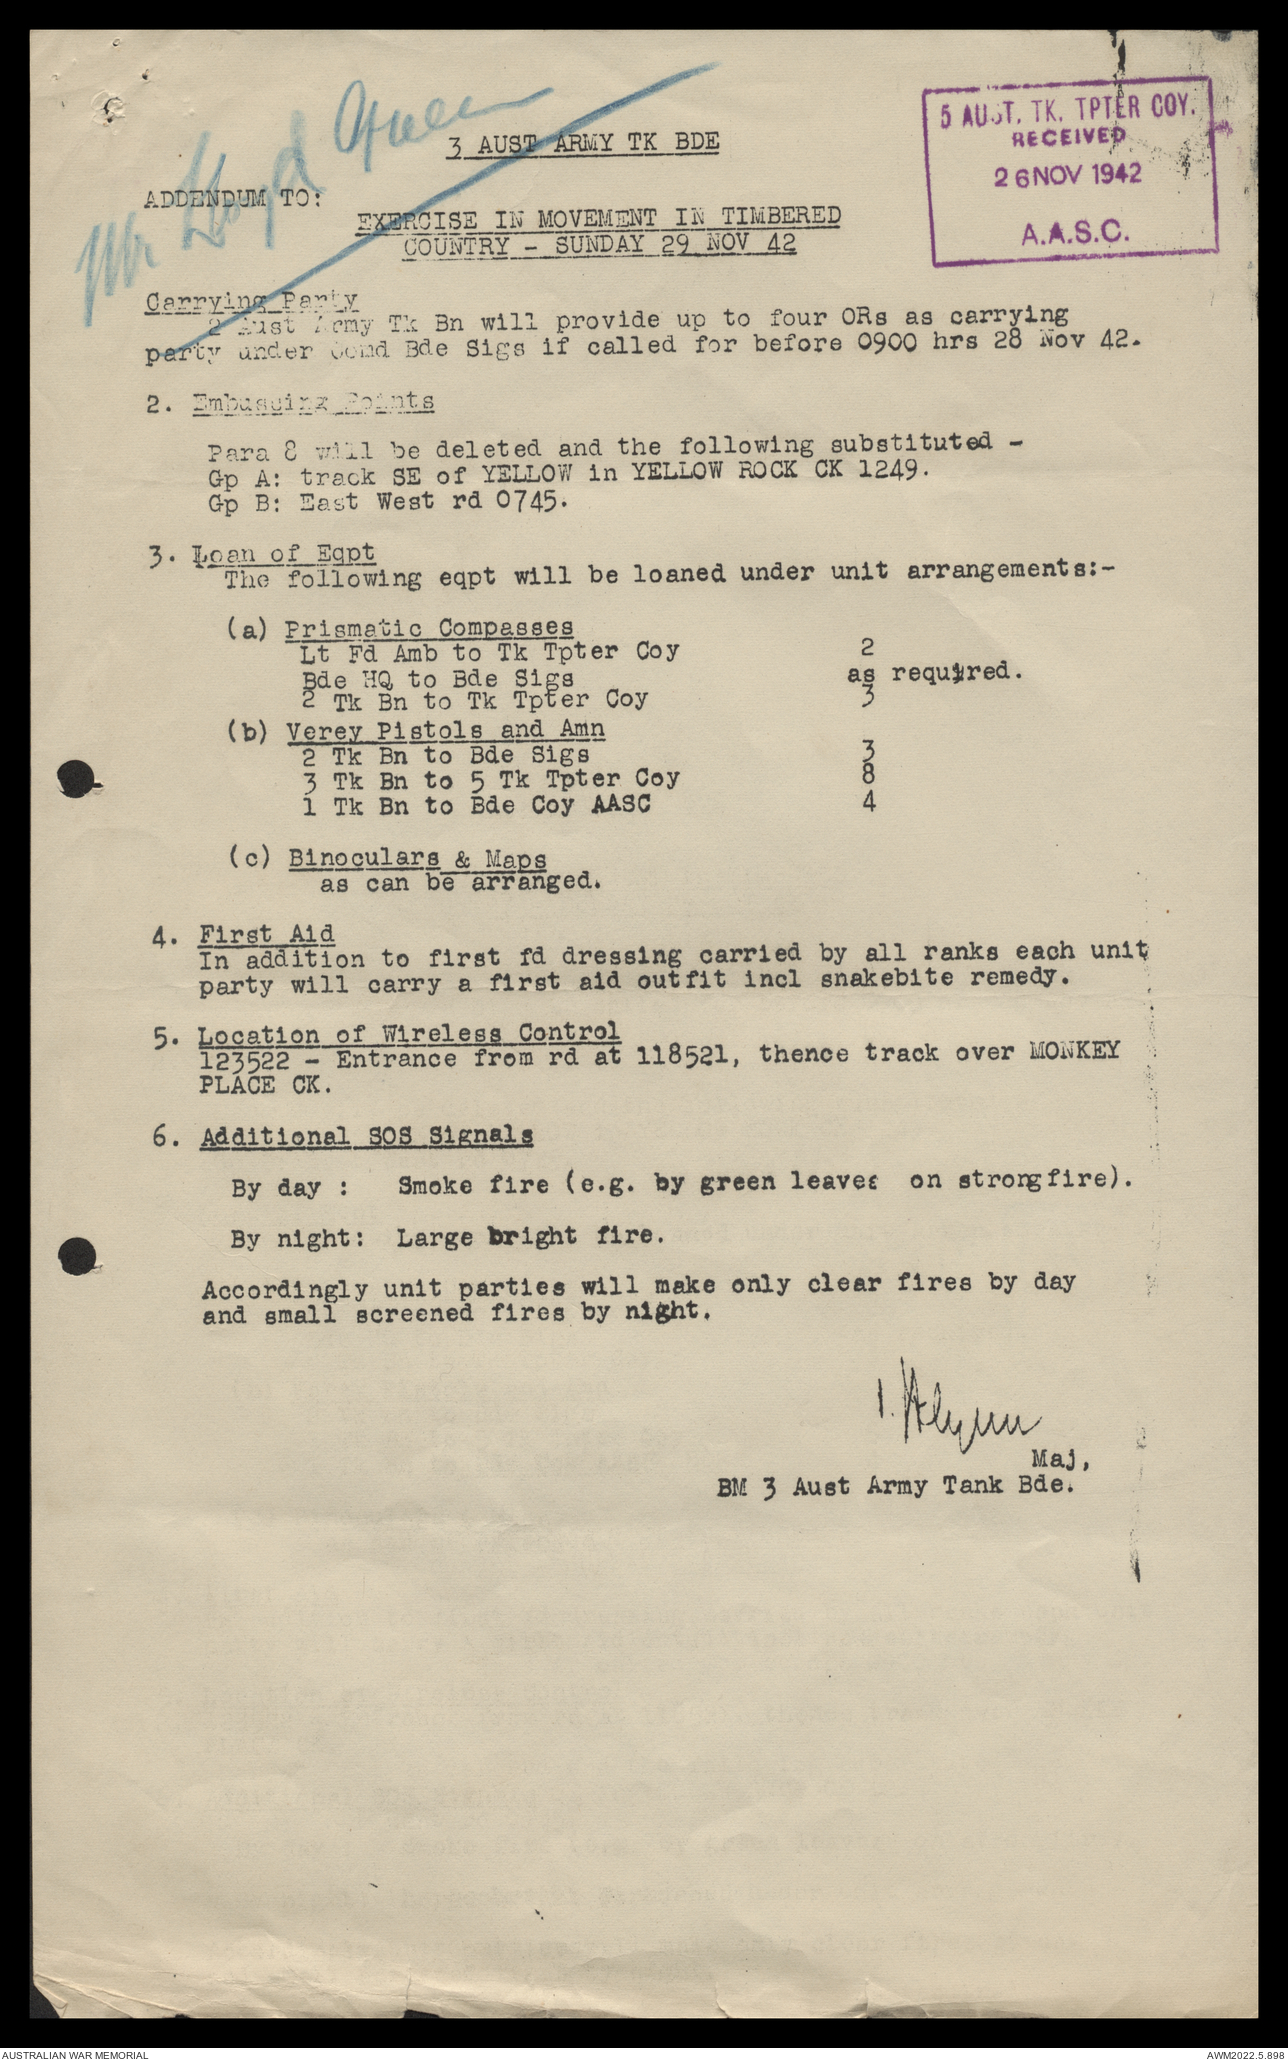 Mr Lloyd Green
5 AUST. TK. TPTER COY.
RECEIVED
26 NOV 1942
A.A.S.C.
3 AUST ARMY TK BDE
ADDENDUM TO:
EXERCISE IN MOVEMENT IN TIMBERED
COUNTRY - SUNDAY 29 NOV 42
Carrying Party
2 Aust Army Tk Bn will provide up to four ORs as carrying
party under Comd Bde Sigs if called for before 0900 hrs 28 Nov 42.
2. Embussing Points
Para 8 will be deleted and the following substituted -
Gp A: track SE of YELLOW in YELLOW ROCK CK 1249.
Gp B: East West rd 0745.
3. Loan of Eqpt
The following eqpt will be loaned under unit arrangements:-
(a) Prismatic Compasses
Lt Fd Amb to Tk Tpter Coy 2
Bde HQ to Bde Sigs as required.
2 Tk Bn to Tk Tpter Coy 3
(b) Verey Pistols and Amn
2 Tk Bn to Bde Sigs 3
3 Tk Bn to 5 Tk Tpter Coy 8
1 Tk Bn to Bde Coy AASC 4
(c) Binoculars & Maps
as can be arranged.
4. First Aid
In addition to first fd dressing carried by all ranks each unit
party will carry a first aid outfit incl snakebite remedy.
5. Location of Wireless Control
123522 - Entrance from rd at 118521, thence track over MONKEY
PLACE CK.
6. Additional SOS Signals
By day : Smoke fire (e.g. by green leaves on strong fire).
By night: Large bright fire.
Accordingly unit parties will make only clear fires by day
and small screened fires by night.
Maj,
BM 3 Aust Army Tank Bde.
AUSTRALIAN WAR MEMORIAL
AWM2022.5.898